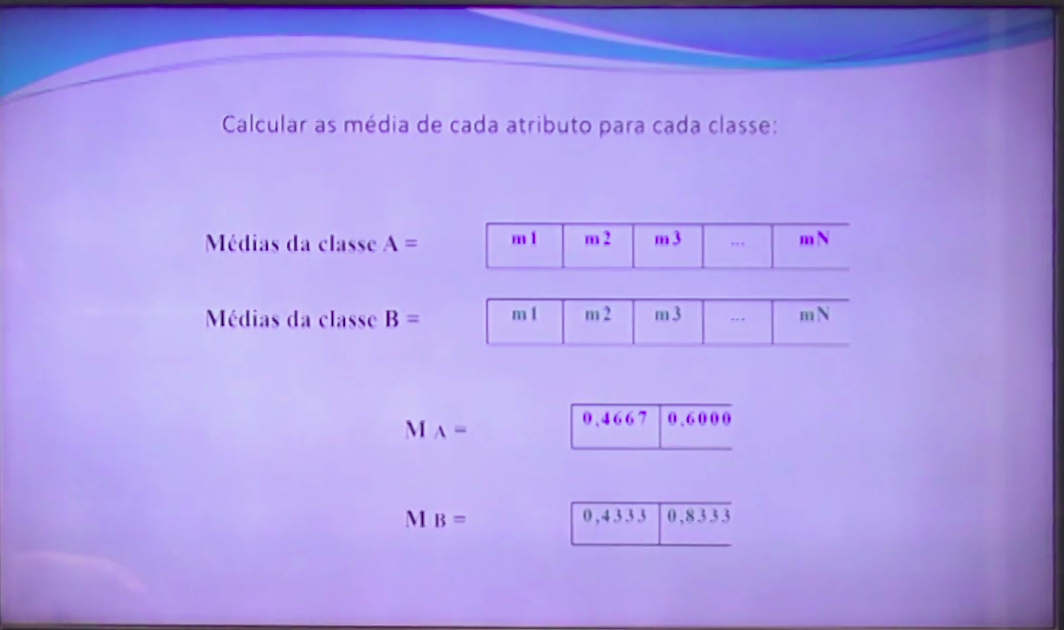 Calcular as média de cada atributo para cada classe:
Médias da classe A = m1 m2 m3 ... mN
Médias da classe B = m1 m2 m3 ... mN
M A = 0,4667 0,6000
M B = 0,4333 0,8333